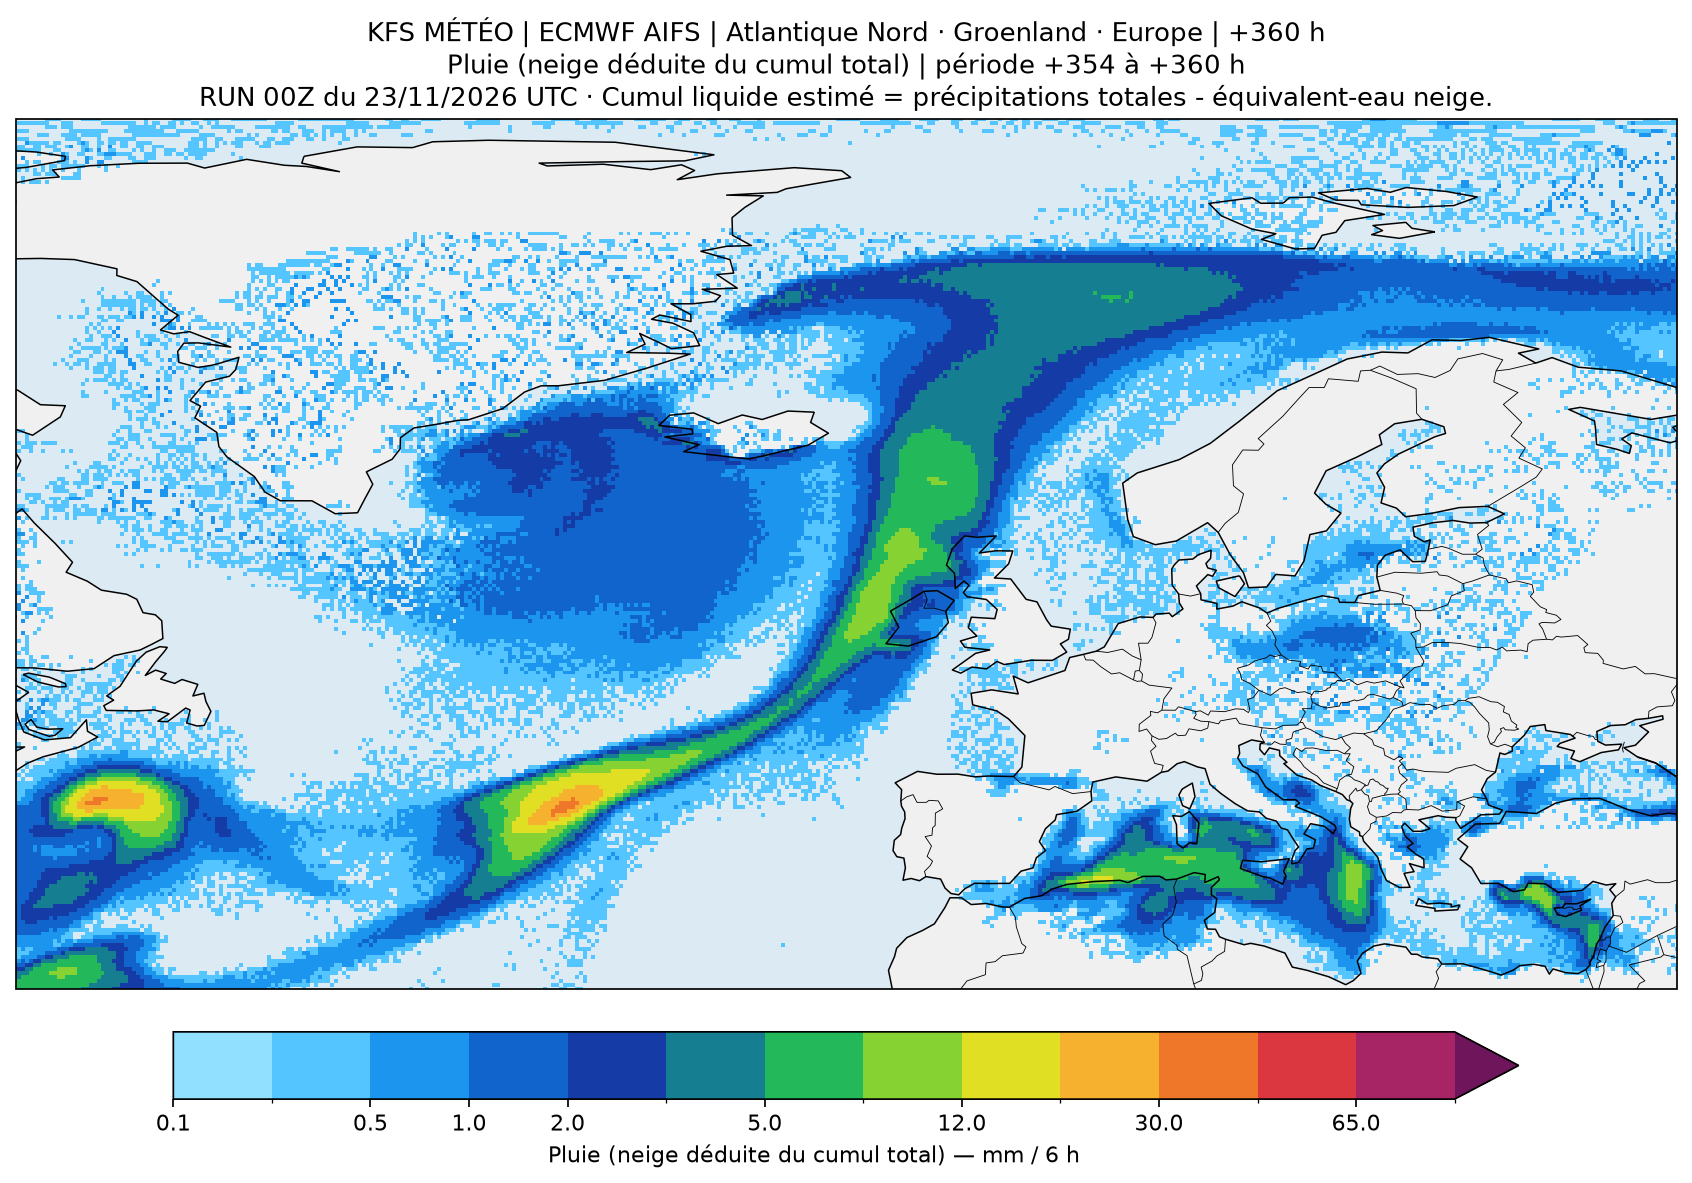 KFS MÉTÉO | ECMWF AIFS | Atlantique Nord · Groenland · Europe | +360 h
Pluie (neige déduite du cumul total) | période +354 à +360 h
RUN 00Z du 23/11/2026 UTC · Cumul liquide estimé = précipitations totales - équivalent-eau neige.
0.1 0.5 1.0 2.0 5.0 12.0 30.0 65.0
Pluie (neige déduite du cumul total) — mm / 6 h